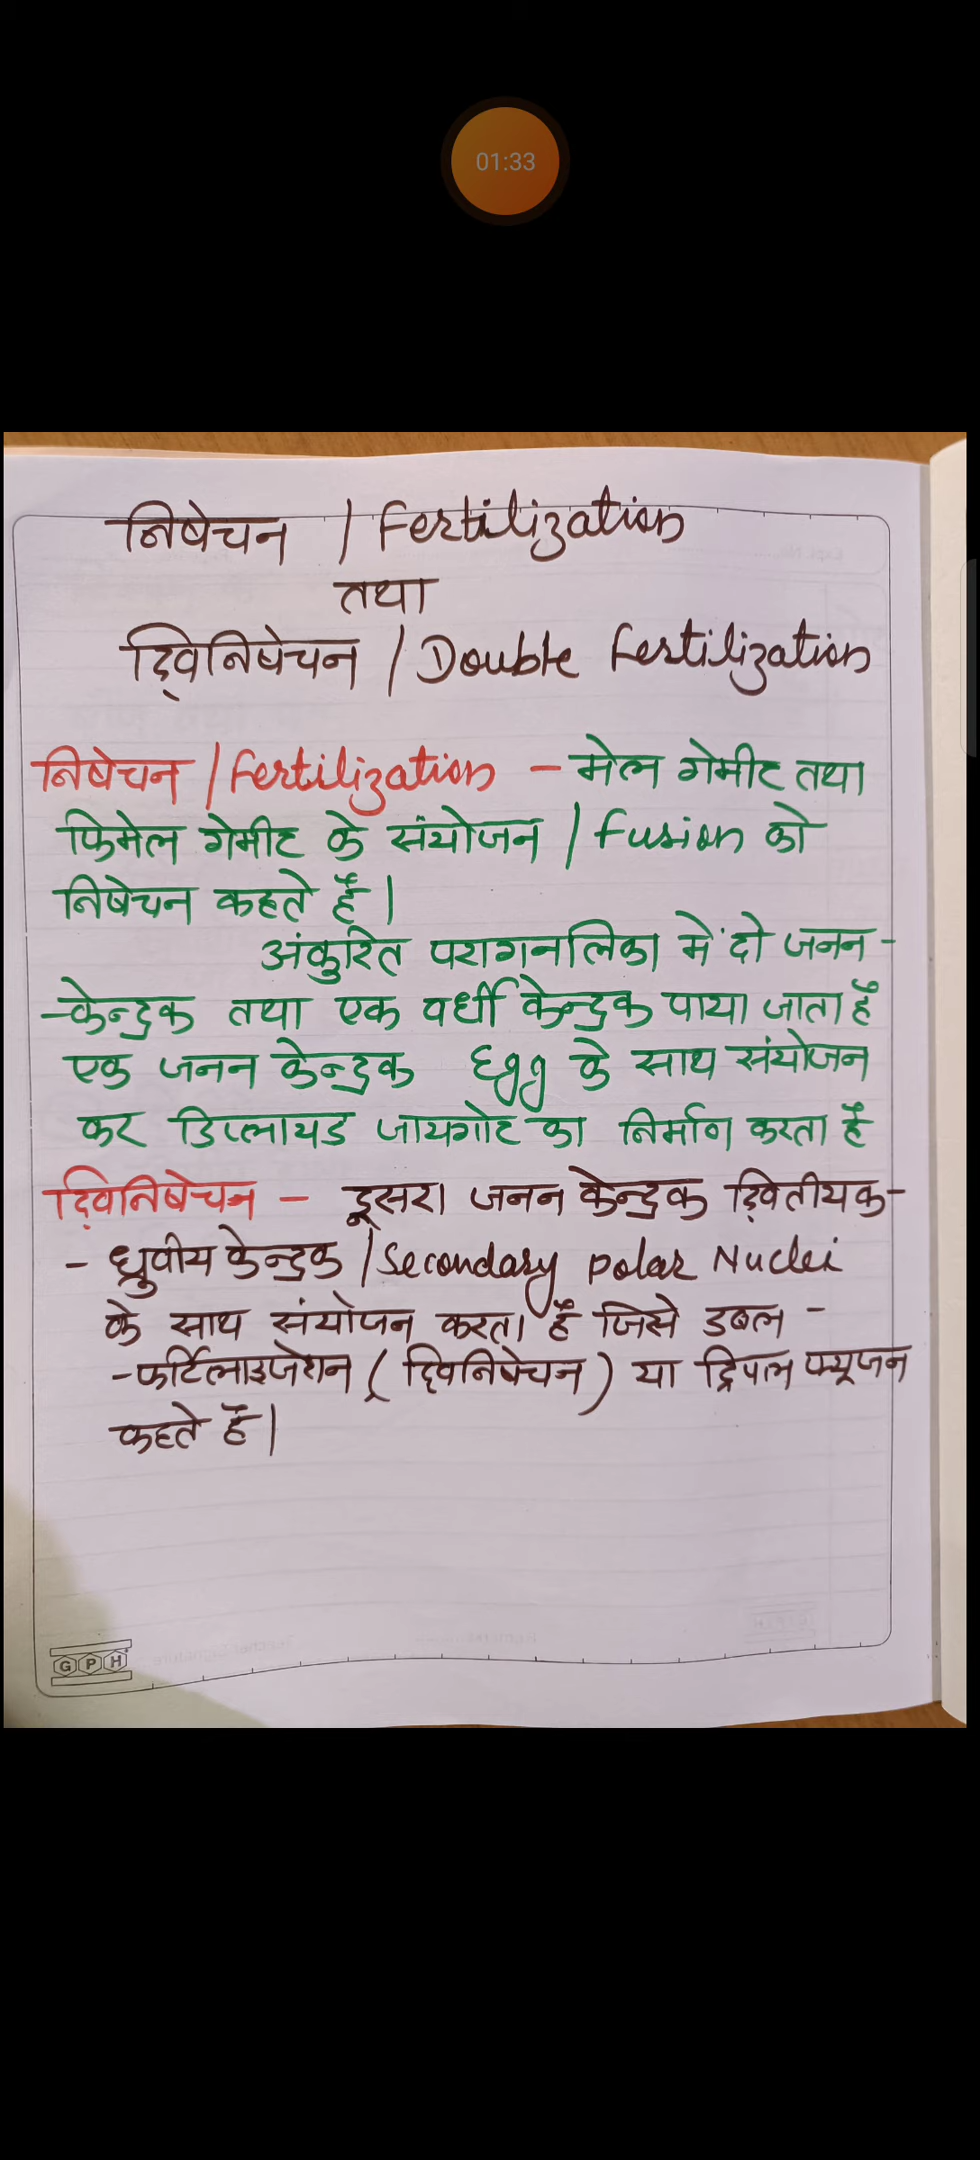 01:33
निषेचन / Fertilization
तथा
द्विनिषेचन / Double Fertilization
निषेचन / Fertilization - मेल गेमीट तथा
फिमेल गेमीट के संयोजन / Fusion को
निषेचन कहते हैं |
अंकुरित परागनलिका में दो जनन -
- केन्द्रक तथा एक वर्धी केन्द्रक पाया जाता है
एक जनन केन्द्रक Egg के साथ संयोजन
कर डिप्लायड जायगोट का निर्माण करता है
द्विनिषेचन - दूसरा जनन केन्द्रक द्वितीयक -
- ध्रुवीय केन्द्रक / Secondary polar Nuclei
के साथ संयोजन करता है जिसे डबल -
- फर्टिलाइजेशन ( द्विनिषेचन ) या ट्रिपल फ्यूजन
कहते हैं |
GPH